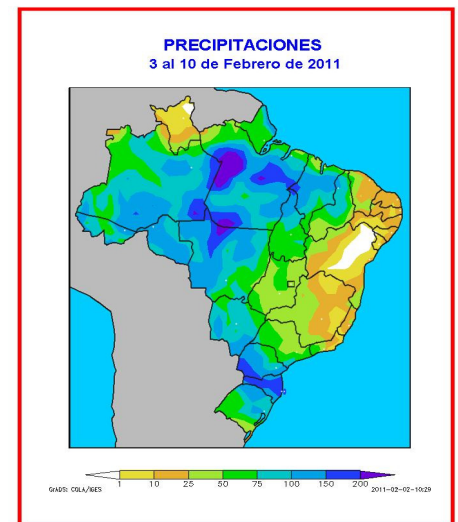 PRECIPITACIONES
3 al 10 de Febrero de 2011
1 10 25 50 75 100 150 200
GrADS: COLA/IGES
2011-02-02-10:29